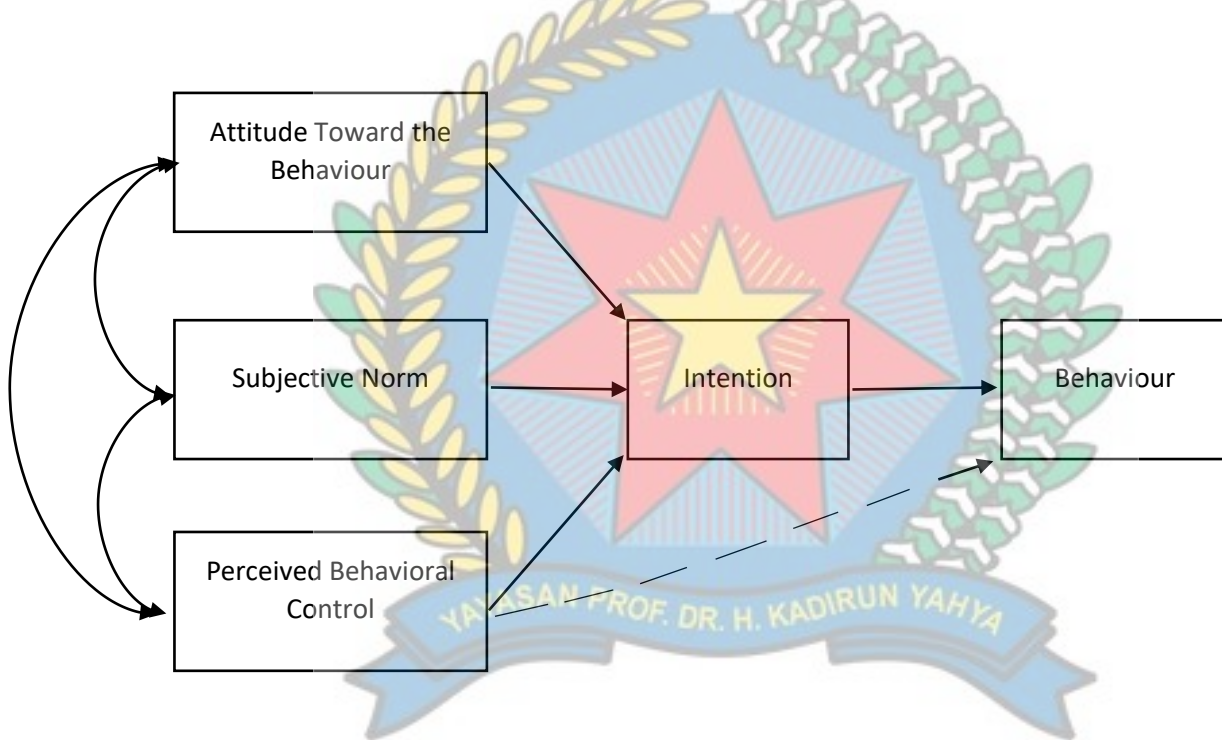 Attitude Toward the
Behaviour
Subjective Norm
Intention
Behaviour
Perceived Behavioral
Control
YAYASAN PROF. DR. H. KADIRUN YAHYA